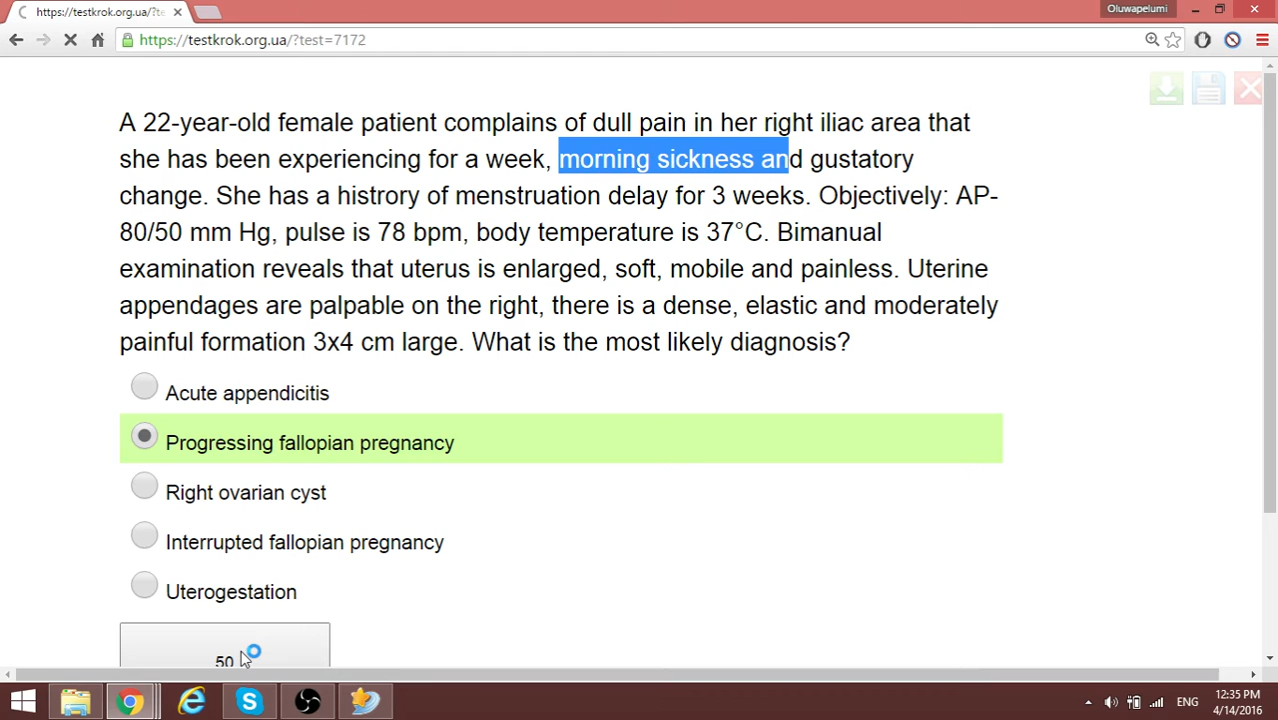 https://testkrok.org.ua/?te
Oluwapelumi
https://testkrok.org.ua/?test=7172
A 22-year-old female patient complains of dull pain in her right iliac area that
she has been experiencing for a week, morning sickness and gustatory
change. She has a histrory of menstruation delay for 3 weeks. Objectively: AP-
80/50 mm Hg, pulse is 78 bpm, body temperature is 37°C. Bimanual
examination reveals that uterus is enlarged, soft, mobile and painless. Uterine
appendages are palpable on the right, there is a dense, elastic and moderately
painful formation 3x4 cm large. What is the most likely diagnosis?
Acute appendicitis
Progressing fallopian pregnancy
Right ovarian cyst
Interrupted fallopian pregnancy
Uterogestation
50
ENG
12:35 PM
4/14/2016